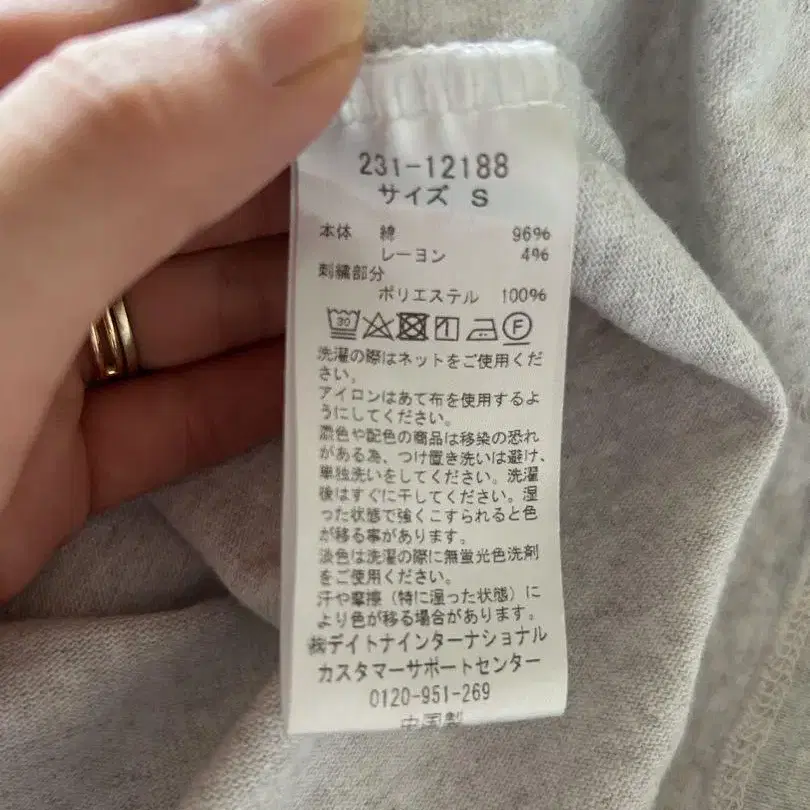 231-12188
サイズ S
本体 綿 96%
レーヨン 4%
刺繍部分
ポリエステル 100%
30 F
洗濯の際はネットをご使用くだ
さい。
アイロンはあて布を使用するよ
うにしてください。
濃色や配色の商品は移染の恐れ
がある為、つけ置き洗いは避け、
単独洗いをしてください。洗濯
後はすぐに干してください。湿
った状態で強くこすられると色
が移る事があります。
淡色は洗濯の際に無蛍光色洗剤
をご使用ください。
汗や摩擦(特に湿った状態)に
より色が移る場合があります。
㈱デイトナインターナショナル
カスタマーサポートセンター
0120-951-269
中国製